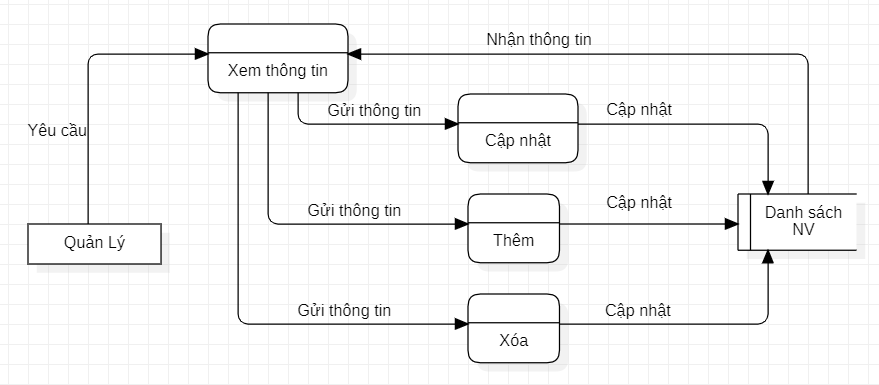 Nhận thông tin
Xem thông tin
Gửi thông tin
Cập nhật
Yêu cầu
Cập nhật
Gửi thông tin
Cập nhật
Danh sách
NV
Quản Lý
Thêm
Gửi thông tin
Cập nhật
Xóa